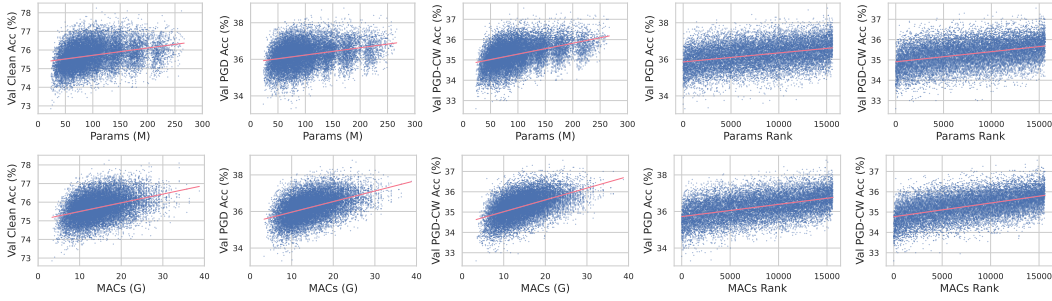 Val Clean Acc (%)
78
77
76
75
74
73
0 50 100 150 200 250 300
Params (M)
Val PGD Acc (%)
38
36
34
0 50 100 150 200 250 300
Params (M)
Val PGD-CW Acc (%)
37
36
35
34
33
0 50 100 150 200 250 300
Params (M)
Val PGD Acc (%)
38
36
34
0 5000 10000 15000
Params Rank
Val PGD-CW Acc (%)
37
36
35
34
33
0 5000 10000 15000
Params Rank
Val Clean Acc (%)
78
77
76
75
74
73
0 10 20 30 40
MACs (G)
Val PGD Acc (%)
38
36
34
0 10 20 30 40
MACs (G)
Val PGD-CW Acc (%)
37
36
35
34
33
0 10 20 30 40
MACs (G)
Val PGD Acc (%)
38
36
34
0 5000 10000 15000
MACs Rank
Val PGD-CW Acc (%)
37
36
35
34
33
0 5000 10000 15000
MACs Rank